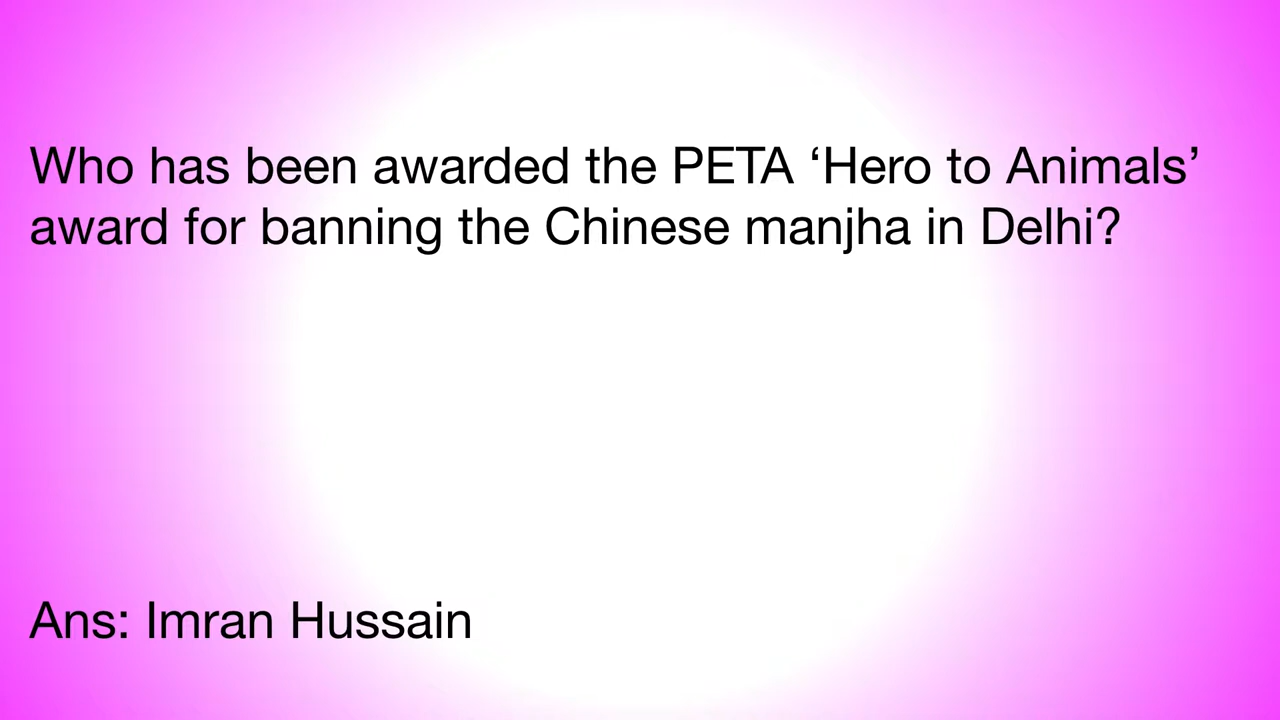 Who has been awarded the PETA ‘Hero to Animals’
award for banning the Chinese manjha in Delhi?
Ans: Imran Hussain